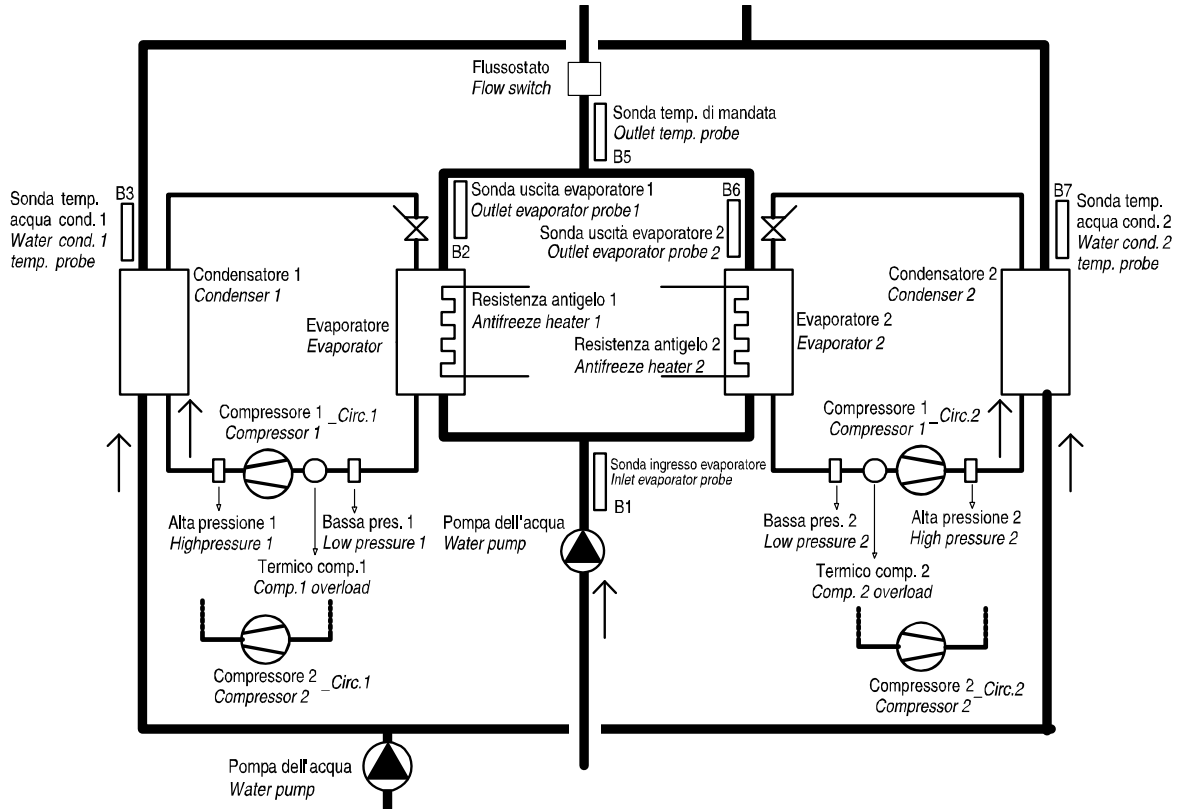 Flussostato
Flow switch
Sonda temp. di mandata
Outlet temp. probe
B5
B3
Sonda temp.
acqua cond. 1
Water cond. 1
temp. probe
Sonda uscita evaporatore 1
Outlet evaporator probe 1
B2
B6
Sonda uscità evaporatore 2
Outlet evaporator probe 2
B7
Sonda temp.
acqua cond. 2
Water cond. 2
temp. probe
Condensatore 1
Condenser 1
Condensatore 2
Condenser 2
Evaporatore
Evaporator
Resistenza antigelo 1
Antifreeze heater 1
Resistenza antigelo 2
Antifreeze heater 2
Evaporatore 2
Evaporator 2
Compressore 1 _Circ.1
Compressor 1
Compressore 1 _Circ.2
Compressor 1
Sonda ingresso evaporatore
Inlet evaporator probe
B1
Alta pressione 1
Highpressure 1
Bassa pres. 1
Low pressure 1
Pompa dell'acqua
Water pump
Bassa pres. 2
Low pressure 2
Alta pressione 2
High pressure 2
Termico comp.1
Comp.1 overload
Termico comp. 2
Comp. 2 overload
Compressore 2 _Circ.1
Compressor 2
Compressore 2 _Circ.2
Compressor 2
Pompa dell'acqua
Water pump